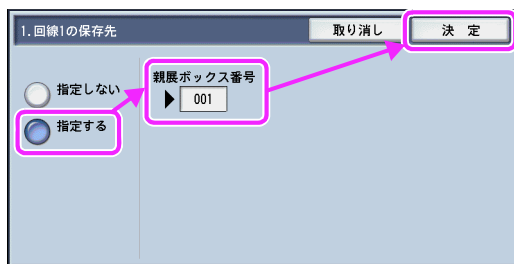 1.回線1の保存先
取り消し
決 定
指定しない
親展ボックス番号
001
指定する